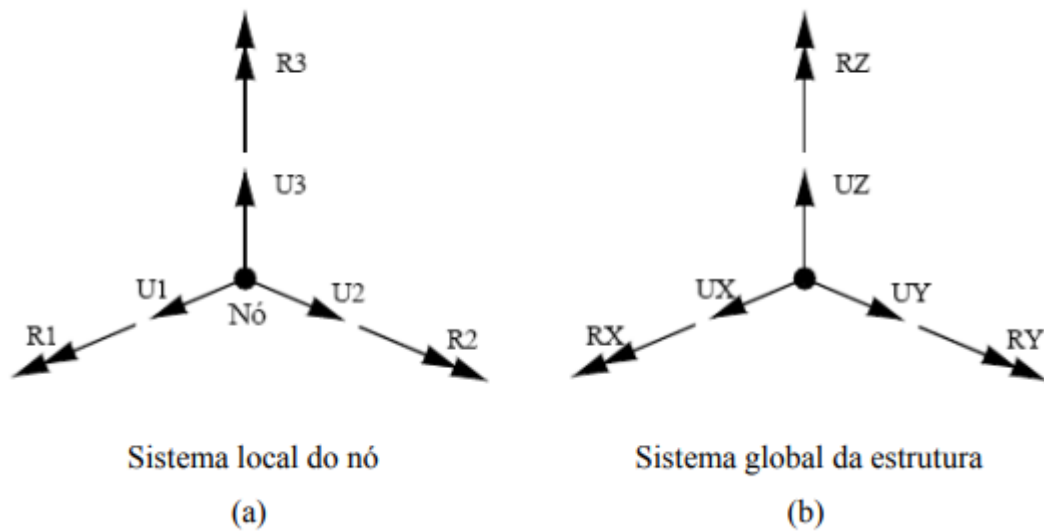 R3
U3
U1
Nó
U2
R1
R2
Sistema local do nó
(a)
RZ
UZ
UX
UY
RX
RY
Sistema global da estrutura
(b)